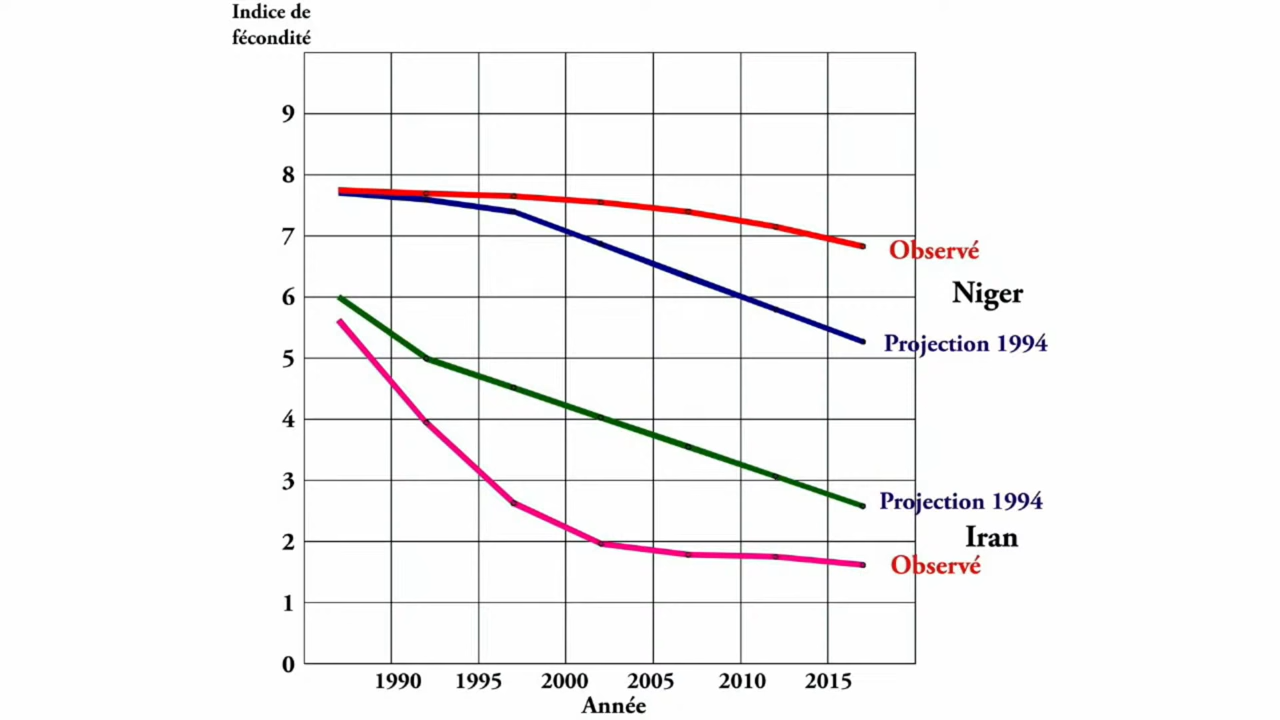 Indice de
fécondité
9
8
7
6
5
4
3
2
1
0
1990 1995 2000 2005 2010 2015
Année
Observé
Niger
Projection 1994
Projection 1994
Iran
Observé